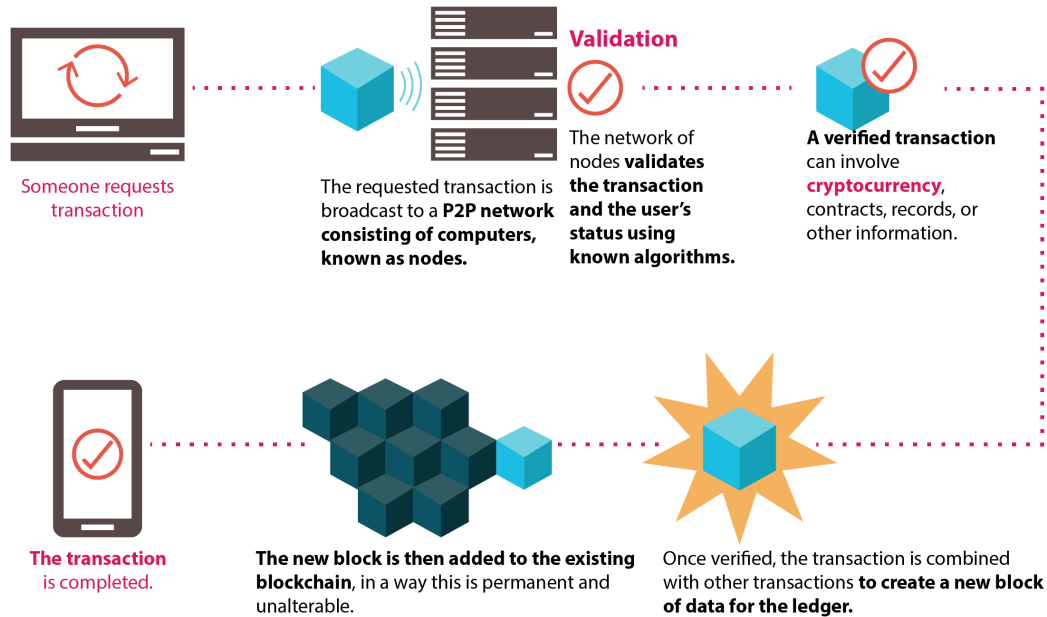 Someone requests
transaction
The requested transaction is
broadcast to a P2P network
consisting of computers,
known as nodes.
Validation
The network of
nodes validates
the transaction
and the user's
status using
known algorithms.
A verified transaction
can involve
cryptocurrency,
contracts, records, or
other information.
Once verified, the transaction is combined
with other transactions to create a new block
of data for the ledger.
The new block is then added to the existing
blockchain, in a way this is permanent and
unalterable.
The transaction
is completed.